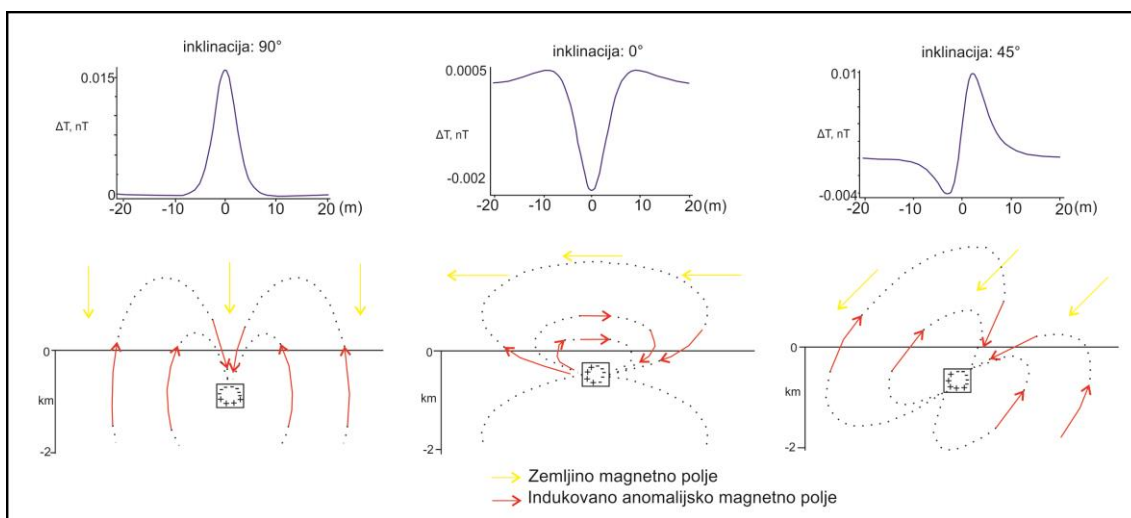 inklinacija: 90°
0.015
ΔT, nT
0
-20 -10 0 10 20 (m)
inklinacija: 0°
0.0005
ΔT, nT
-0.002
-20 -10 0 10 20 (m)
inklinacija: 45°
0.01
ΔT, nT
-0.004
-20 -10 0 10 20 (m)
0
km
-2
0
km
-2
0
km
-2
Zemljino magnetno polje
Indukovano anomalijsko magnetno polje